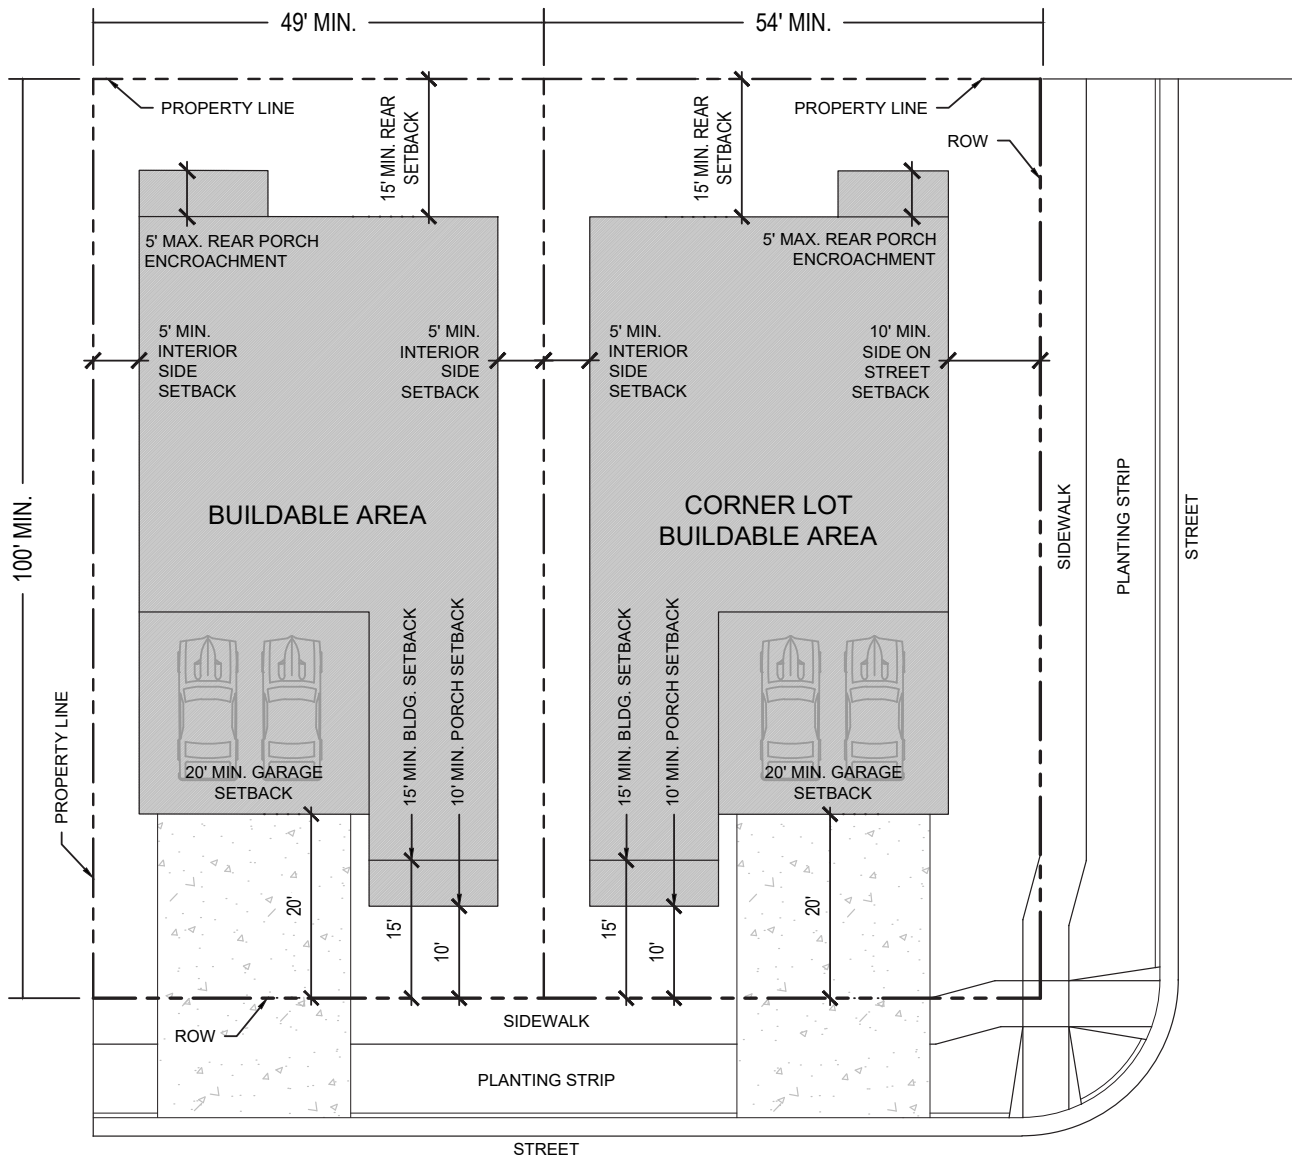 49' MIN.
54' MIN.
PROPERTY LINE
15' MIN. REAR
SETBACK
15' MIN. REAR
SETBACK
PROPERTY LINE
ROW
5' MAX. REAR PORCH
ENCROACHMENT
5' MAX. REAR PORCH
ENCROACHMENT
5' MIN.
INTERIOR
SIDE
SETBACK
5' MIN.
INTERIOR
SIDE
SETBACK
5' MIN.
INTERIOR
SIDE
SETBACK
10' MIN.
SIDE ON
STREET
SETBACK
100' MIN.
BUILDABLE AREA
CORNER LOT
BUILDABLE AREA
SIDEWALK
PLANTING STRIP
STREET
PROPERTY LINE
20' MIN. GARAGE
SETBACK
15' MIN. BLDG. SETBACK
10' MIN. PORCH SETBACK
15' MIN. BLDG. SETBACK
10' MIN. PORCH SETBACK
20' MIN. GARAGE
SETBACK
20'
15'
10'
15'
10'
20'
ROW
SIDEWALK
PLANTING STRIP
STREET